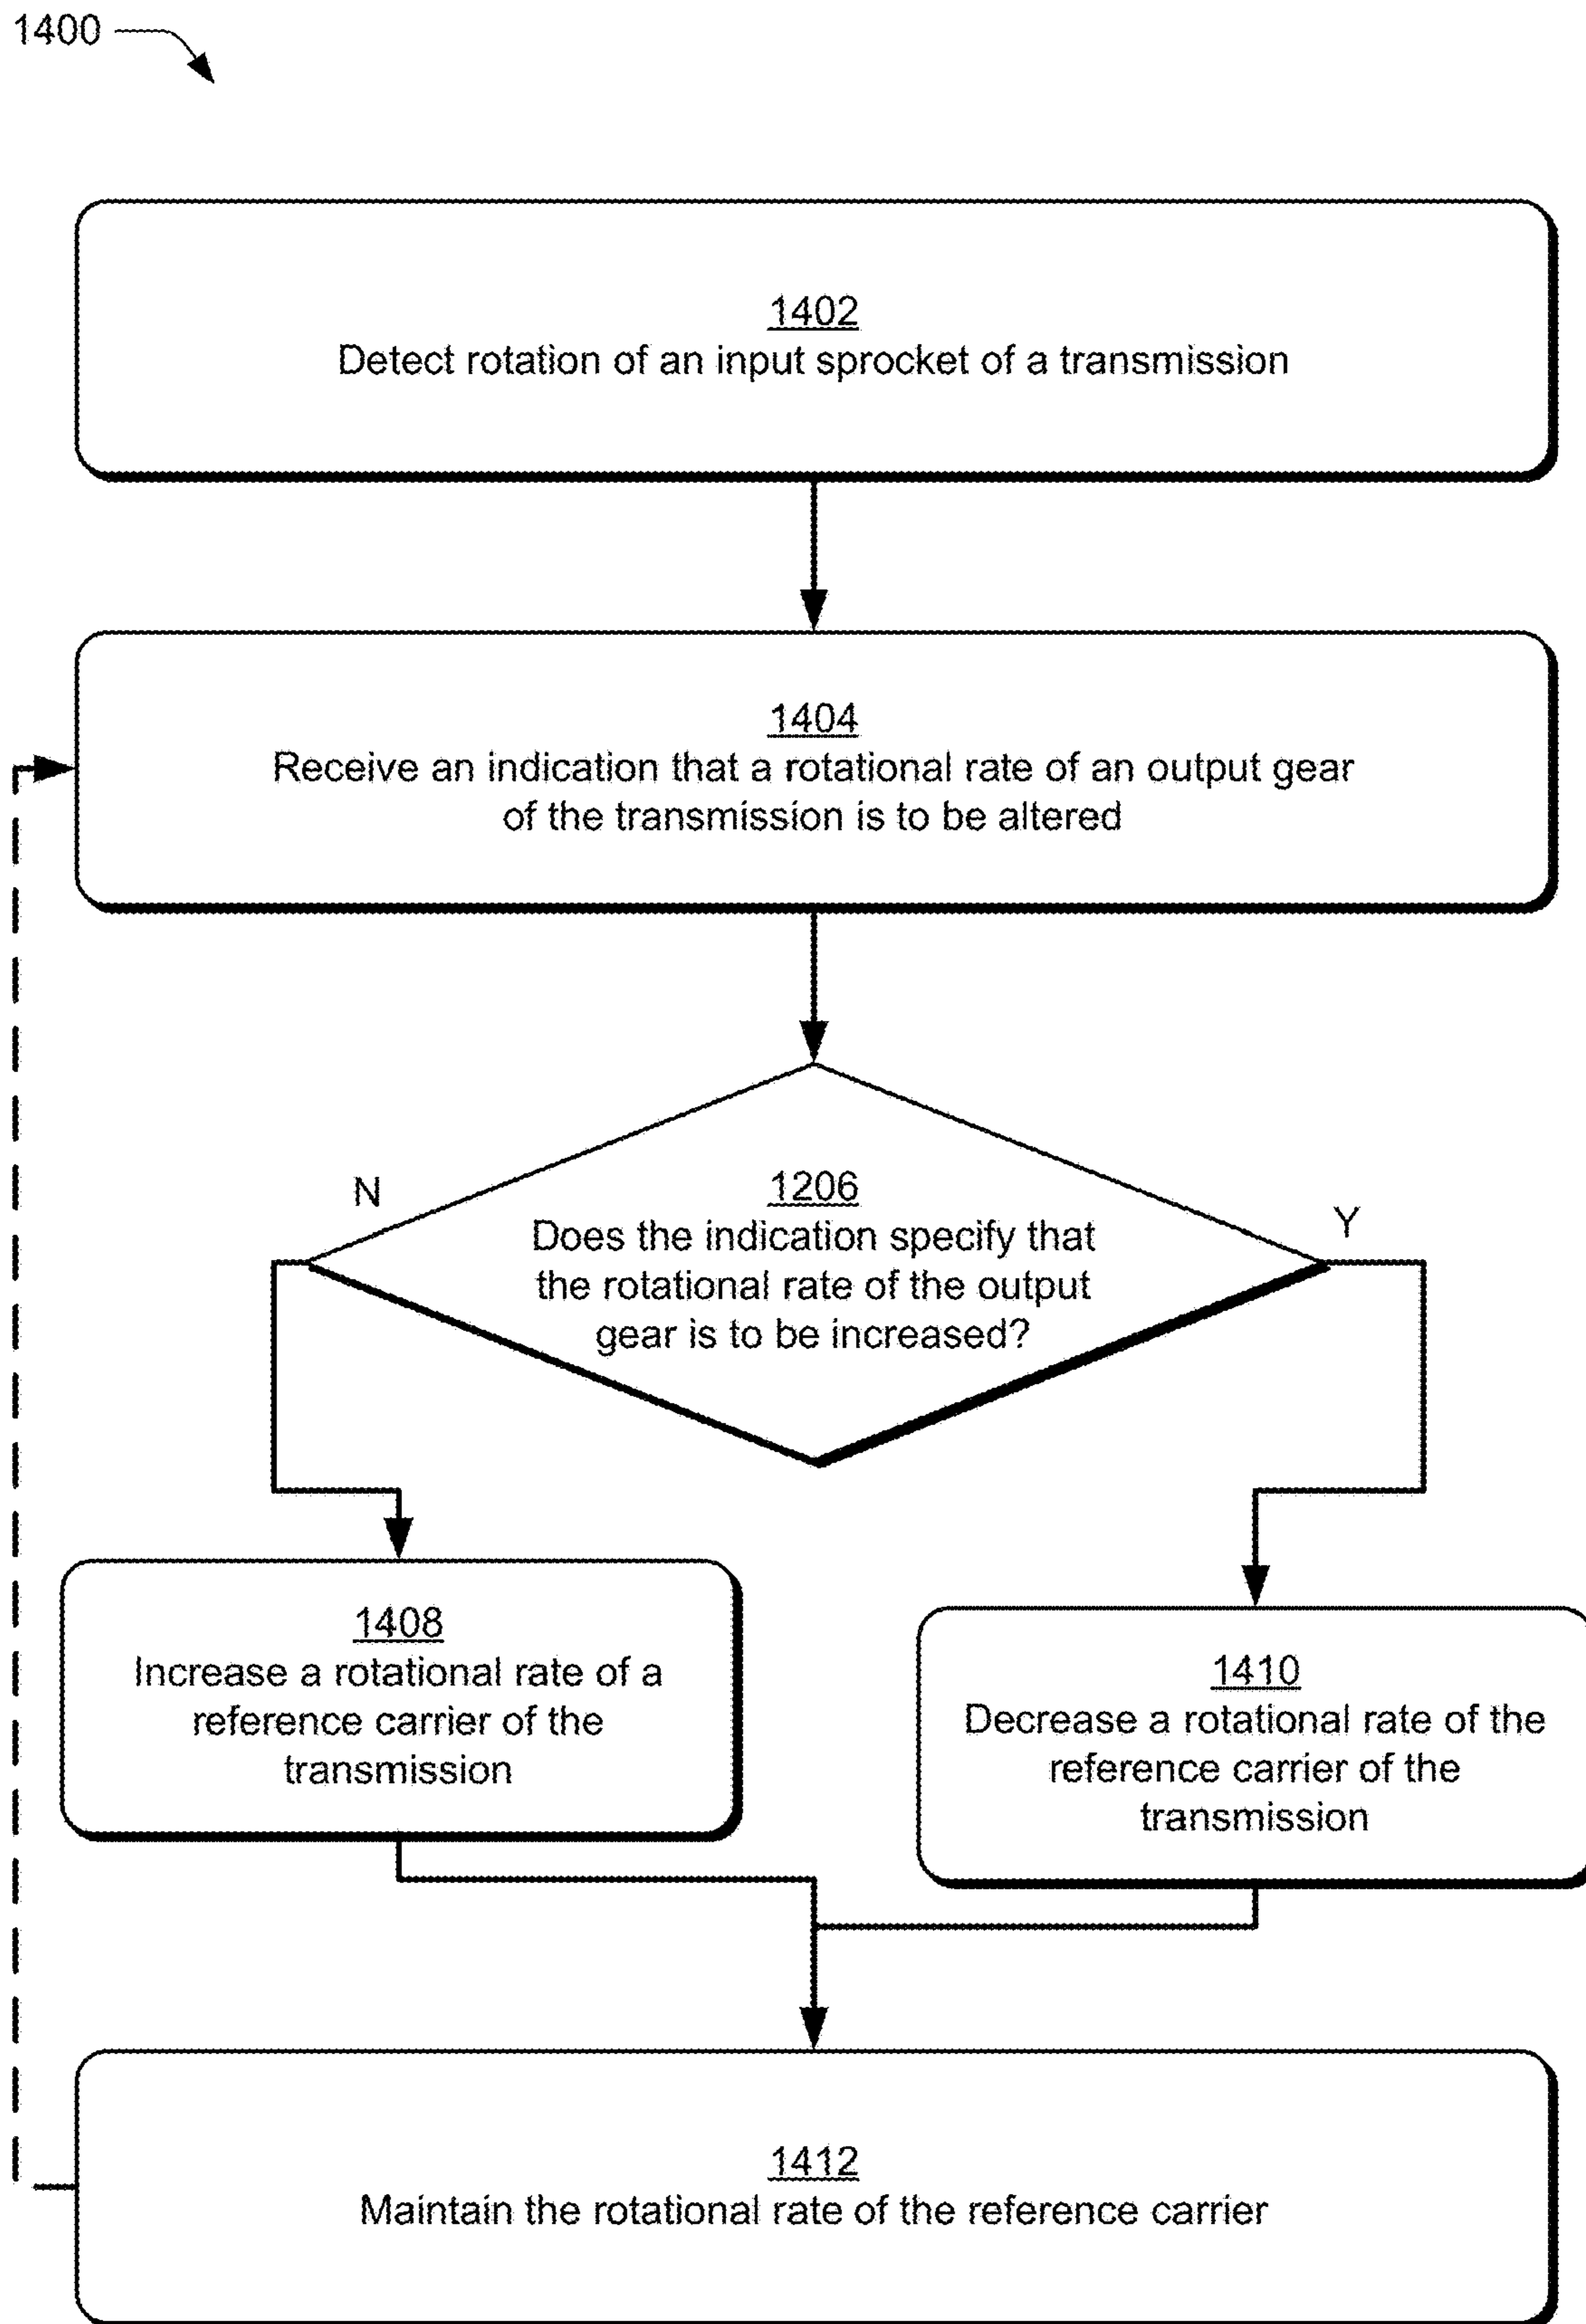 1400
1402
Detect rotation of an input sprocket of a transmission
1404
Receive an indication that a rotational rate of an output gear
of the transmission is to be altered
N
1206
Y
Does the indication specify that
the rotational rate of the output
gear is to be increased?
1408
Increase a rotational rate of a
reference carrier of the
transmission
1410
Decrease a rotational rate of the
reference carrier of the
transmission
1412
Maintain the rotational rate of the reference carrier